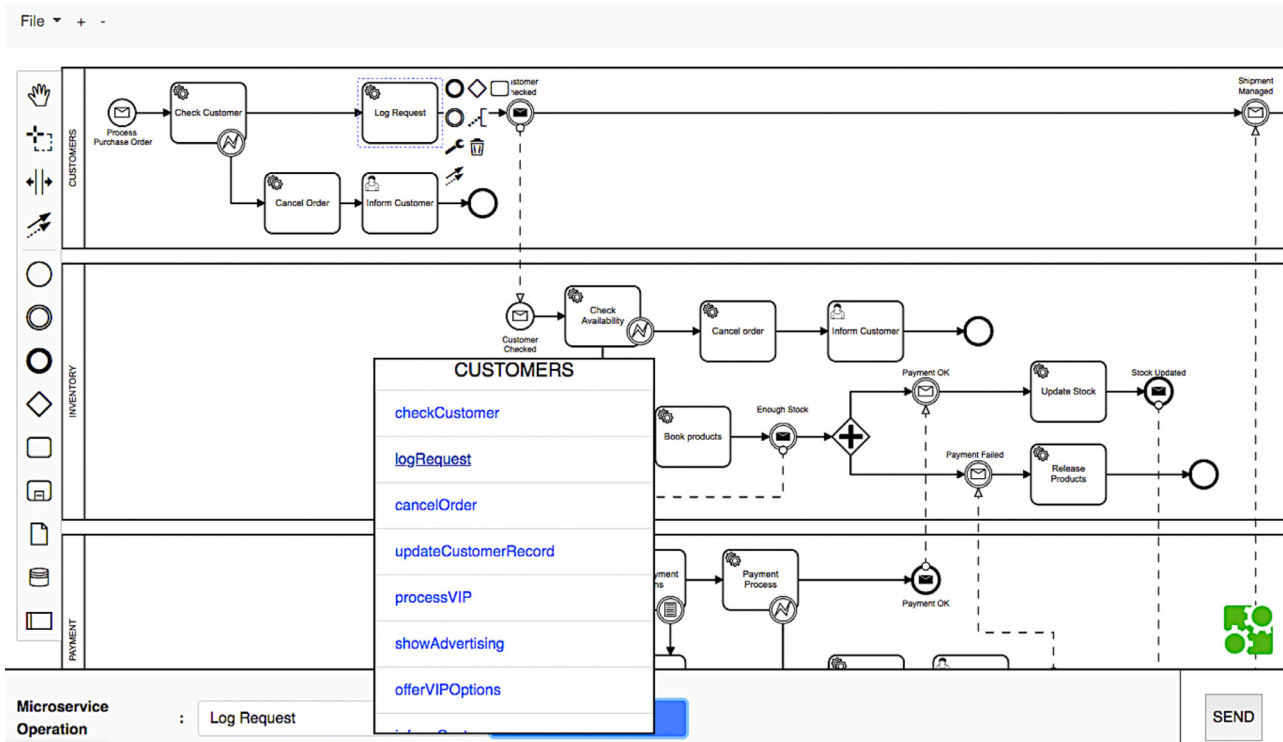 File + -
Shipment
Managed
Customer
Checked
CUSTOMERS
Check Customer
Log Request
Process
Purchase Order
Cancel Order
Inform Customer
INVENTORY
Check
Availability
Cancel order
Inform Customer
Customer
Checked
CUSTOMERS
checkCustomer
logRequest
cancelOrder
updateCustomerRecord
processVIP
showAdvertising
offerVIPOptions
Payment OK
Update Stock
Stock Updated
Book products
Enough Stock
Payment Failed
Release
Products
PAYMENT
Payment
Process
Payment OK
Microservice
Operation
:
Log Request
SEND